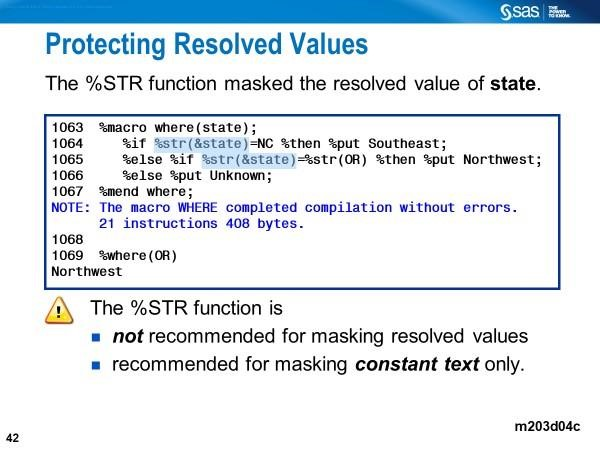 sas THE POWER TO KNOW.
Protecting Resolved Values
The %STR function masked the resolved value of state.
1063 %macro where(state);
1064 %if %str(&state)=NC %then %put Southeast;
1065 %else %if %str(&state)=%str(OR) %then %put Northwest;
1066 %else %put Unknown;
1067 %mend where;
NOTE: The macro WHERE completed compilation without errors.
21 instructions 408 bytes.
1068
1069 %where(OR)
Northwest
! The %STR function is
not recommended for masking resolved values
recommended for masking constant text only.
m203d04c
42